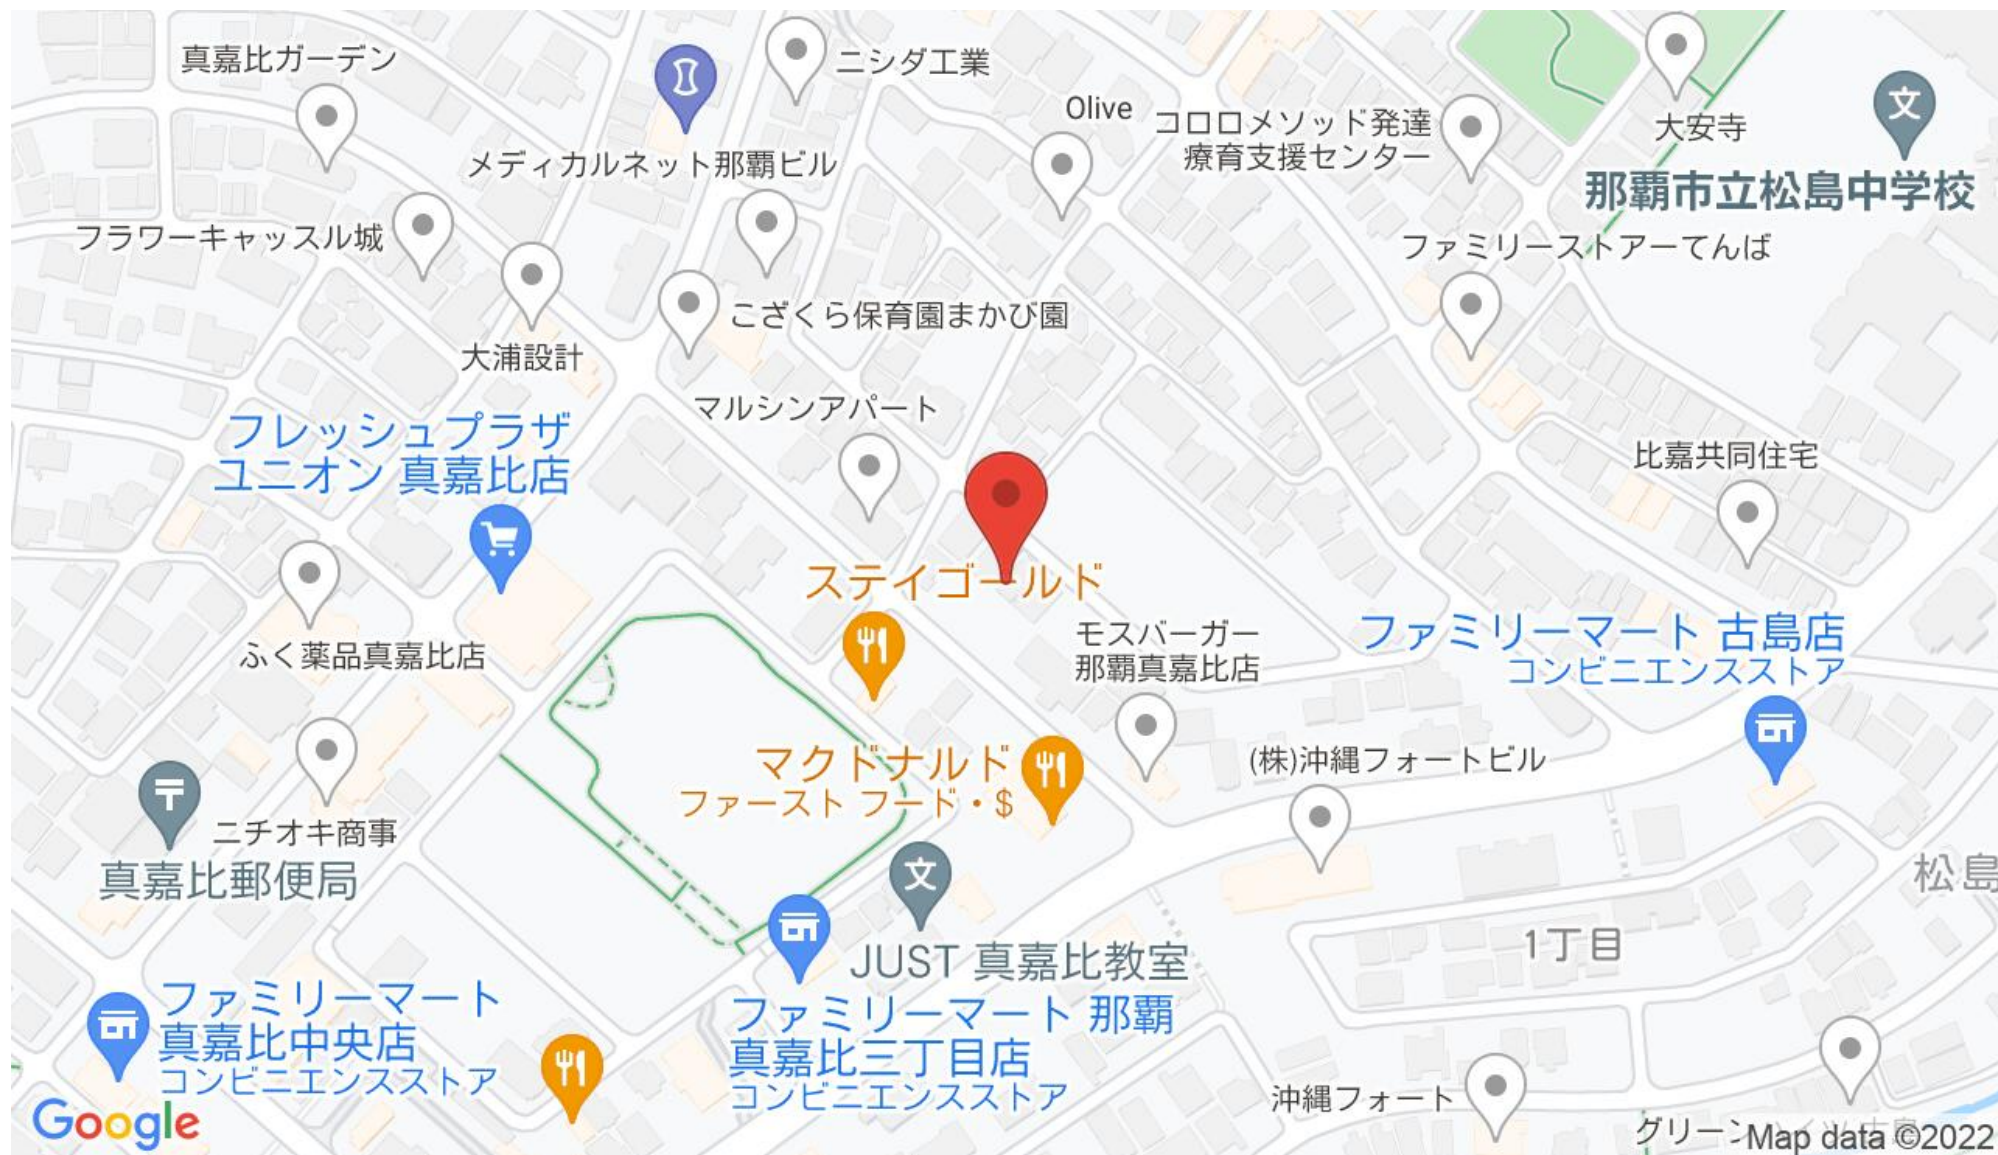 真嘉比ガーデン
ニシダ工業
Olive
コロロメソッド発達
療育支援センター
大安寺
文
那覇市立松島中学校
メディカルネット那覇ビル
フラワーキャッスル城
ファミリーストアーてんば
こざくら保育園まかび園
大浦設計
マルシンアパート
フレッシュプラザ
ユニオン 真嘉比店
比嘉共同住宅
ステイゴールド
ふく薬品真嘉比店
モスバーガー
那覇真嘉比店
ファミリーマート 古島店
コンビニエンスストア
マクドナルド
ファースト フード・$
(株)沖縄フォートビル
〒
ニチオキ商事
真嘉比郵便局
文
松島
1丁目
JUST 真嘉比教室
ファミリーマート
真嘉比中央店
コンビニエンスストア
ファミリーマート 那覇
真嘉比三丁目店
コンビニエンスストア
沖縄フォート
Google
グリーン
Map data ©2022